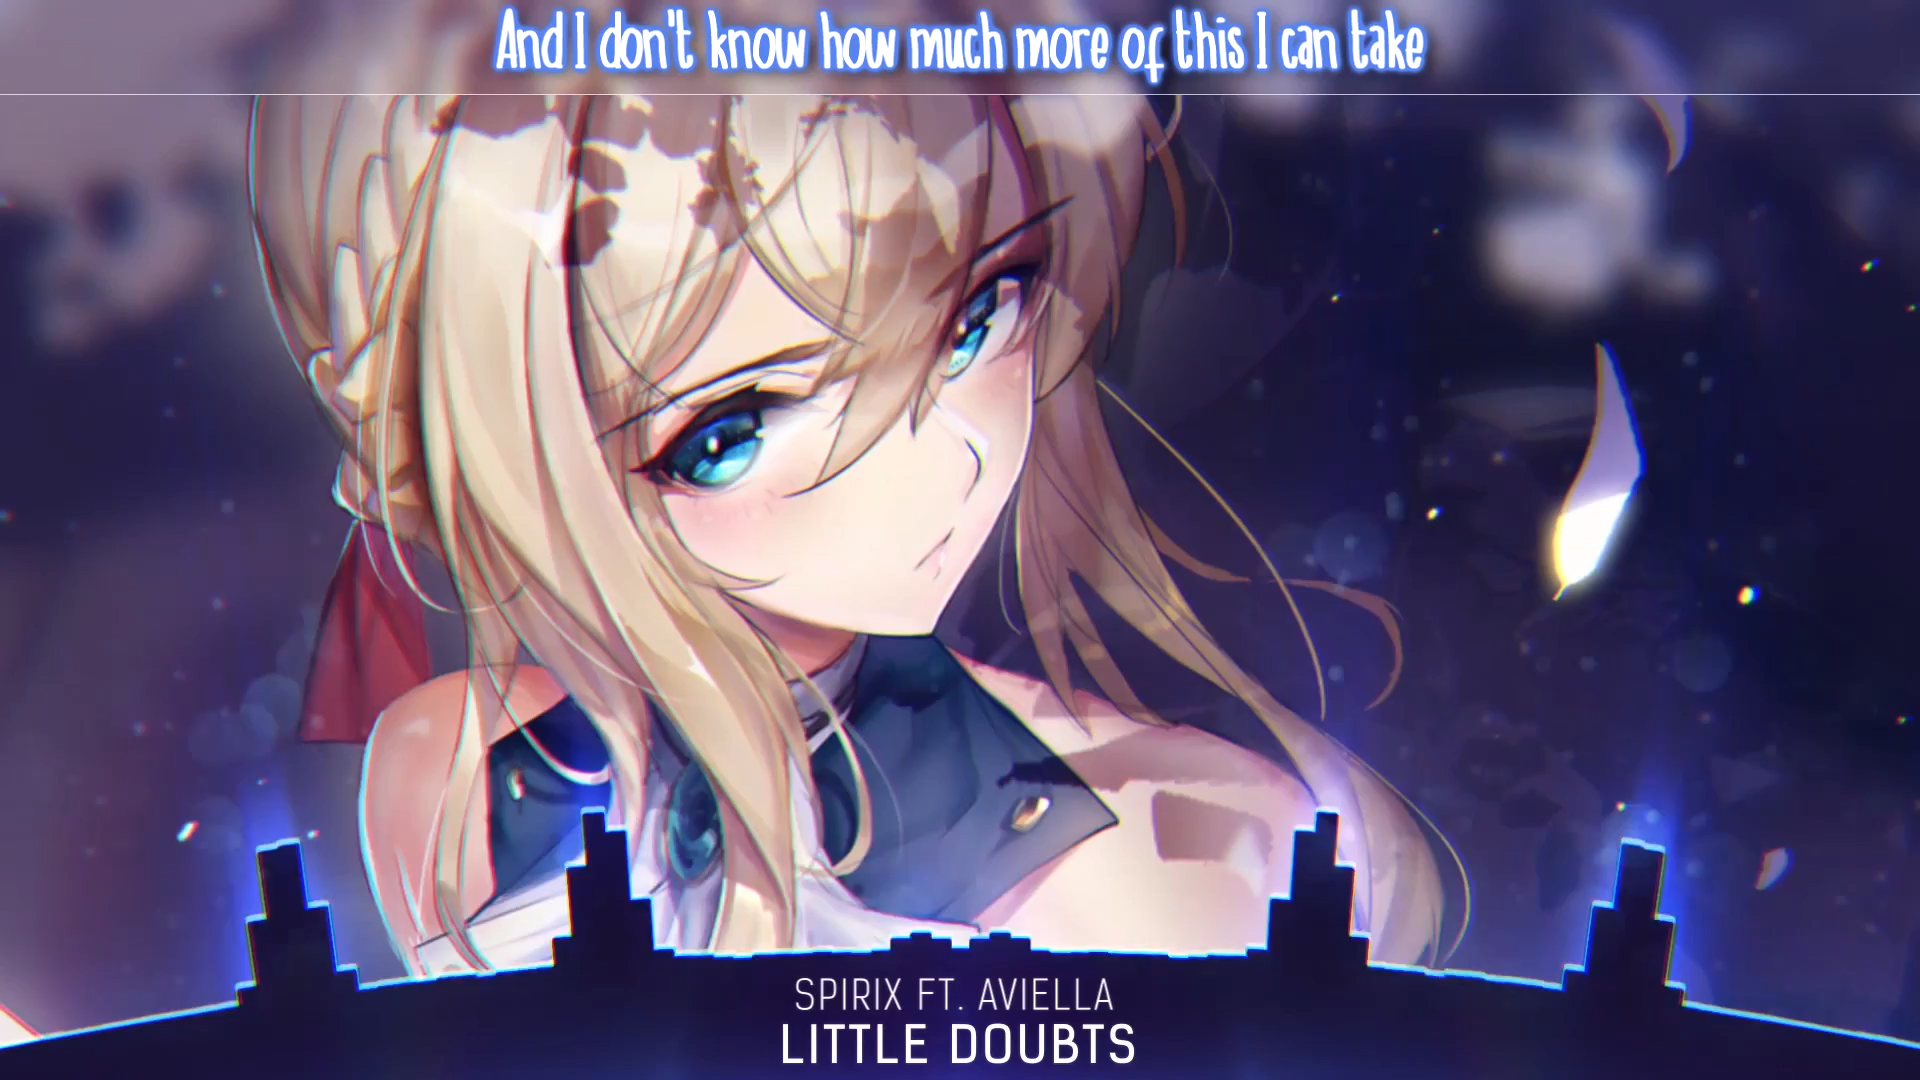 And I don't know how much more of this I can take
SPIRIX FT. AVIELLA
LITTLE DOUBTS